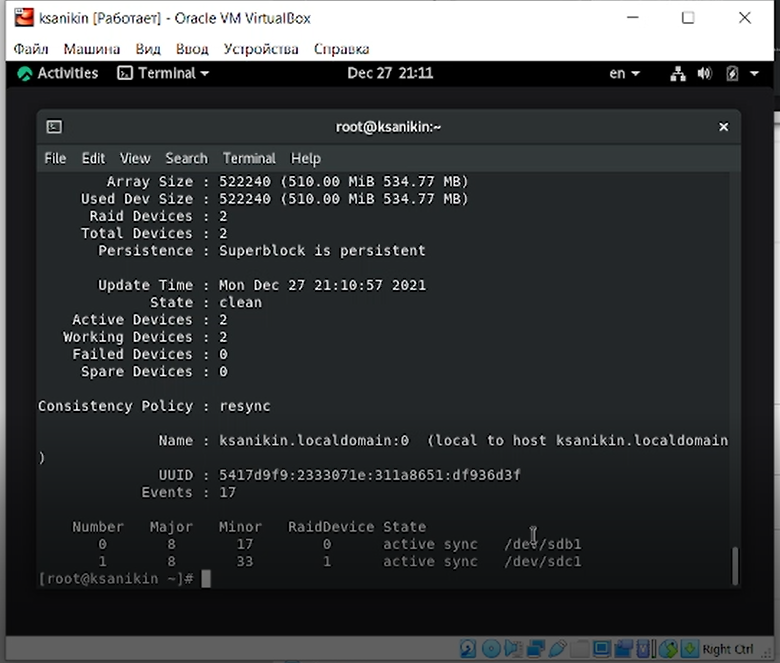 ksanikin [Работает] - Oracle VM VirtualBox
Файл Машина Вид Ввод Устройства Справка
Activities Terminal Dec 27 21:11 en
root@ksanikin:~
File Edit View Search Terminal Help
Array Size : 522240 (510.00 MiB 534.77 MB)
Used Dev Size : 522240 (510.00 MiB 534.77 MB)
Raid Devices : 2
Total Devices : 2
Persistence : Superblock is persistent
Update Time : Mon Dec 27 21:10:57 2021
State : clean
Active Devices : 2
Working Devices : 2
Failed Devices : 0
Spare Devices : 0
Consistency Policy : resync
Name : ksanikin.localdomain:0 (local to host ksanikin.localdomain
)
UUID : 5417d9f9:2333071e:311a8651:df936d3f
Events : 17
Number Major Minor RaidDevice State
0 8 17 0 active sync /dev/sdb1
1 8 33 1 active sync /dev/sdc1
[root@ksanikin ~]#
Right Ctrl